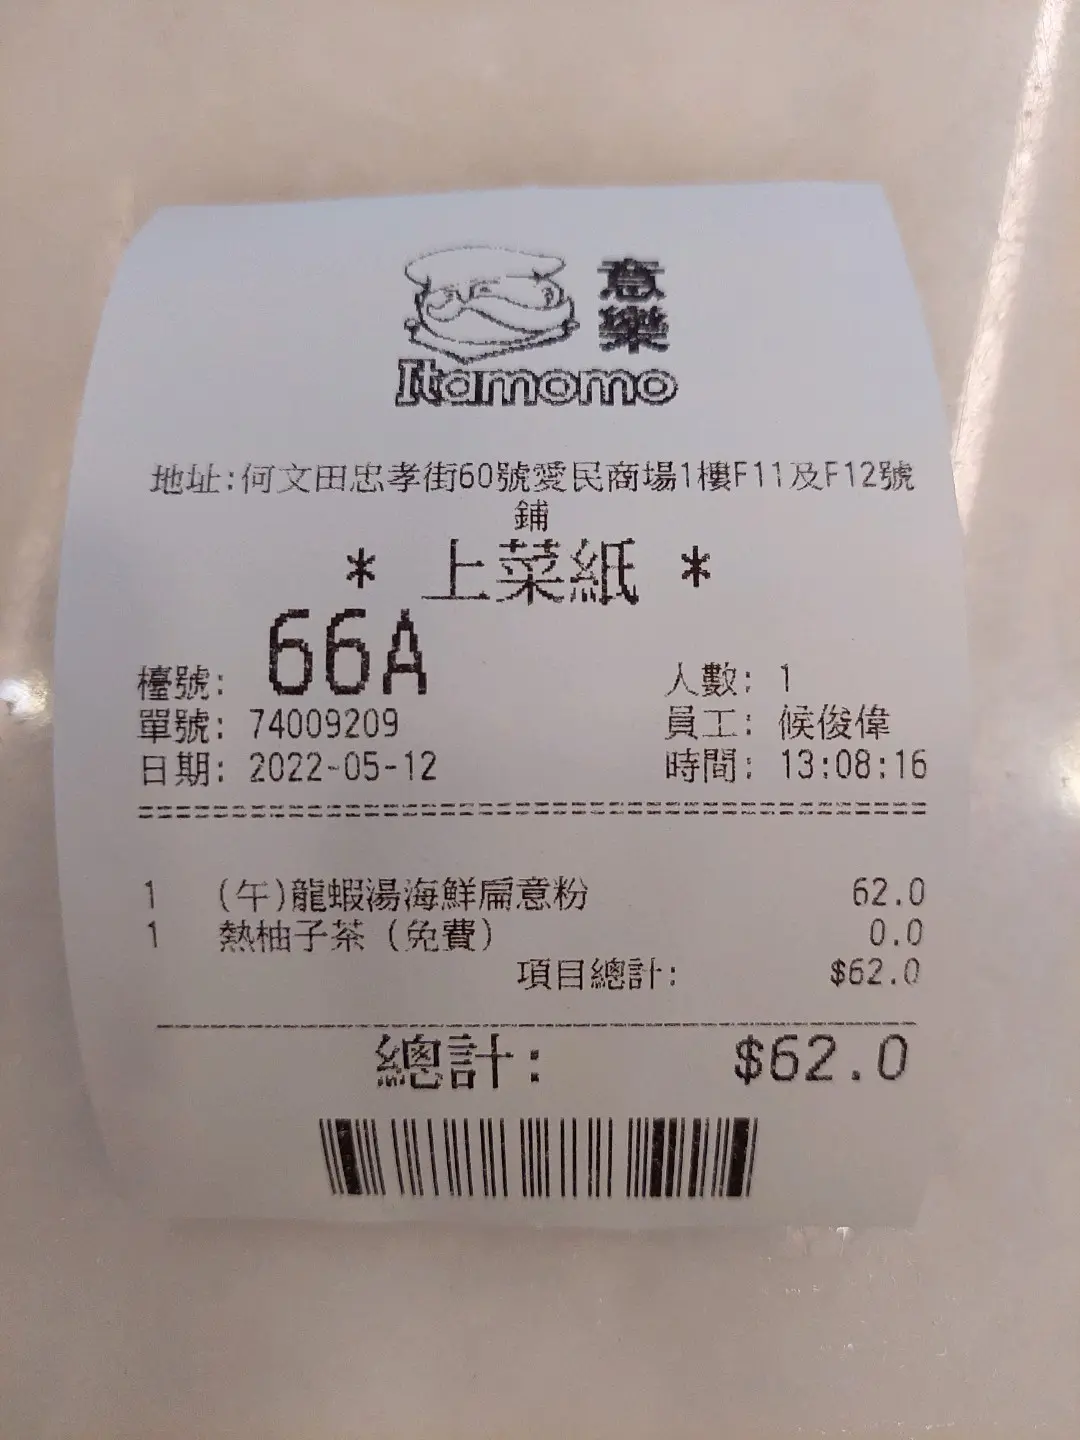 意樂
Itamomo
地址:何文田忠孝街60號愛民商場1樓F11及F12號
鋪
* 上菜紙 *
檯號: 66A 人數: 1
單號: 74009209 員工: 候俊偉
日期: 2022-05-12 時間: 13:08:16
1 (午)龍蝦湯海鮮扁意粉 62.0
1 熱柚子茶 (免費) 0.0
項目總計: $62.0
總計: $62.0